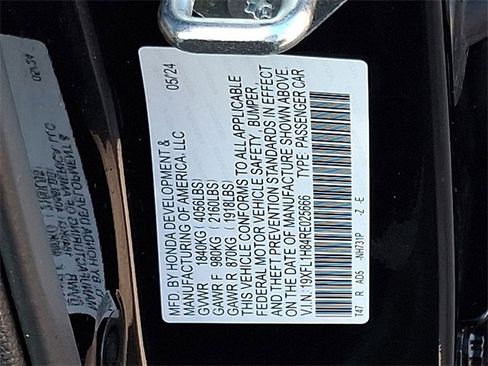 MFD. BY HONDA DEVELOPMENT & 05/24
MANUFACTURING OF AMERICA, LLC
GVWR 1840KG (4056LBS)
GAWR F 980KG (2160LBS)
GAWR R 870KG (1918LBS)
THIS VEHICLE CONFORMS TO ALL APPLICABLE
FEDERAL MOTOR VEHICLE SAFETY, BUMPER,
AND THEFT PREVENTION STANDARDS IN EFFECT
ON THE DATE OF MANUFACTURE SHOWN ABOVE.
V.I.N.: 19XFL1H84RE025666 TYPE: PASSENGER CAR
T47 R AD5 -NH731P -Z -E